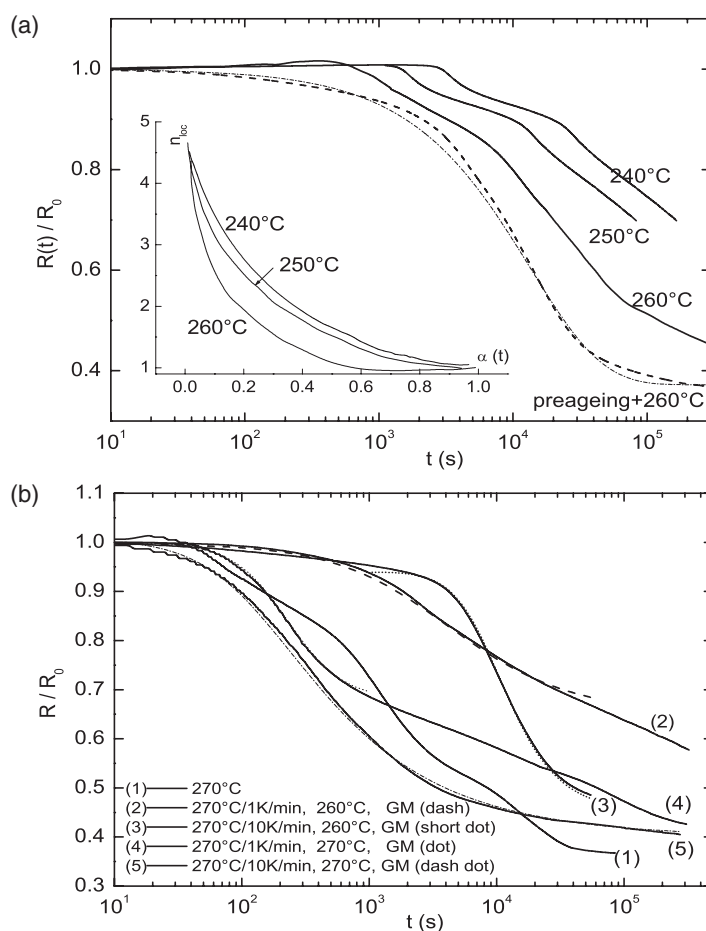 (a)
1.0
0.8
0.6
0.4
R(t) / R0
5
4
3
2
1
nloc
240°C
250°C
260°C
α (t)
0.0 0.2 0.4 0.6 0.8 1.0
240°C
250°C
260°C
preageing+260°C
10^1 10^2 10^3 10^4 10^5
t (s)
(b)
1.1
1.0
0.9
0.8
0.7
0.6
0.5
0.4
0.3
R / R0
(2)
(3)
(4)
(5)
(1)
(1) 270°C
(2) 270°C/1K/min, 260°C, GM (dash)
(3) 270°C/10K/min, 260°C, GM (short dot)
(4) 270°C/1K/min, 270°C, GM (dot)
(5) 270°C/10K/min, 270°C, GM (dash dot)
10^1 10^2 10^3 10^4 10^5
t (s)